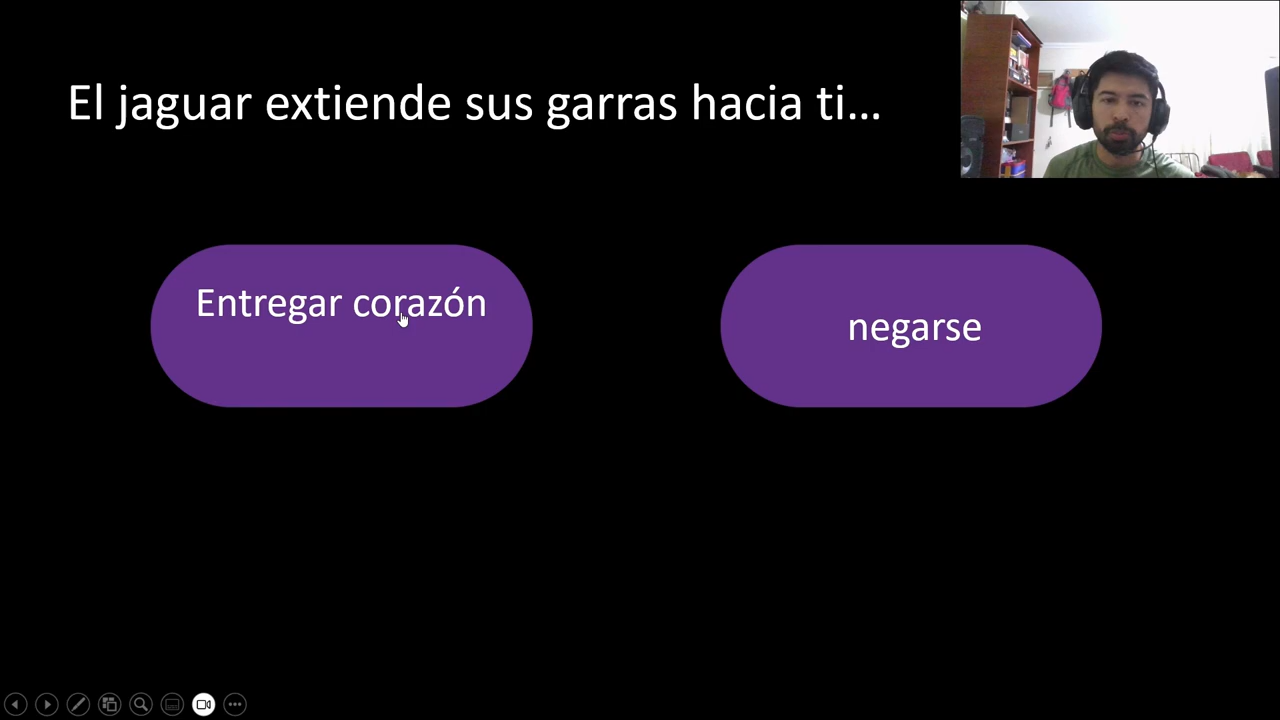 El jaguar extiende sus garras hacia ti...
Entregar corazón
negarse